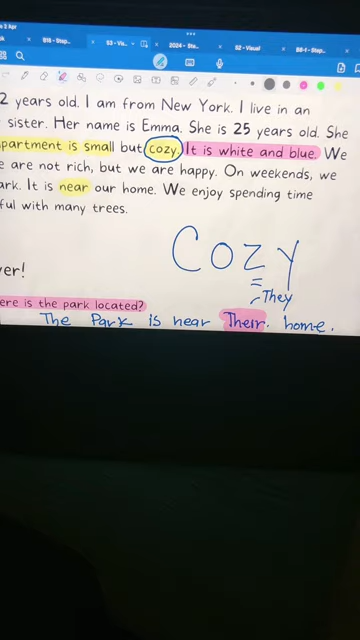 2 years old. I am from New York. I live in an
sister. Her name is Emma. She is 25 years old. She
partment is small but cozy. It is white and blue. We
e are not rich, but we are happy. On weekends, we
ark. It is near our home. We enjoy spending time
ful with many trees.
Cozy
They
ver!
ere is the park located?
The Park is near Their home.